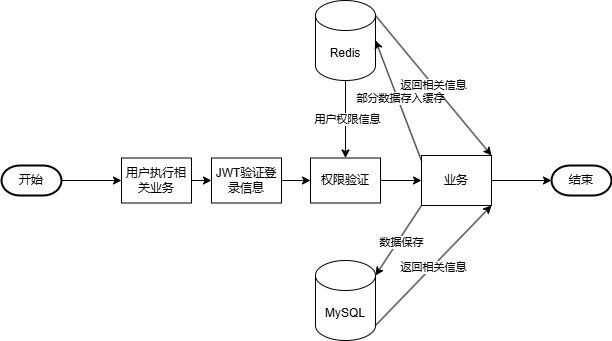 Redis
返回相关信息
部分数据存入缓存
用户权限信息
开始
用户执行相
关业务
JWT验证登
录信息
权限验证
业务
结束
数据保存
返回相关信息
MySQL